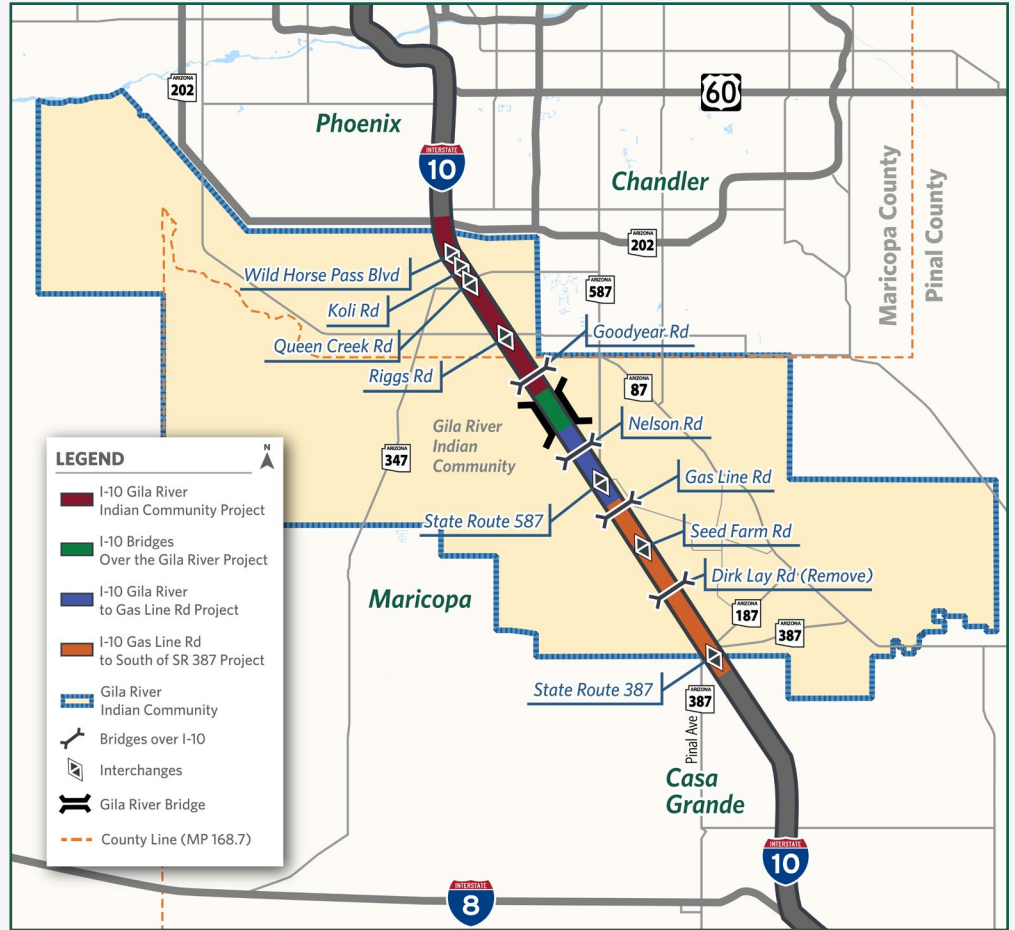 ARIZONA
202
60
Phoenix
INTERSTATE
10
Chandler
Maricopa County
Pinal County
ARIZONA
202
Wild Horse Pass Blvd
ARIZONA
587
Koli Rd
Goodyear Rd
Queen Creek Rd
Riggs Rd
ARIZONA
87
Gila River
Indian
Community
Nelson Rd
ARIZONA
347
Gas Line Rd
State Route 587
Seed Farm Rd
Dirk Lay Rd (Remove)
Maricopa
ARIZONA
187
ARIZONA
387
State Route 387
ARIZONA
387
Pinal Ave
Casa
Grande
INTERSTATE
10
INTERSTATE
8
LEGEND
N
I-10 Gila River
Indian Community Project
I-10 Bridges
Over the Gila River Project
I-10 Gila River
to Gas Line Rd Project
I-10 Gas Line Rd
to South of SR 387 Project
Gila River
Indian Community
Bridges over I-10
Interchanges
Gila River Bridge
County Line (MP 168.7)